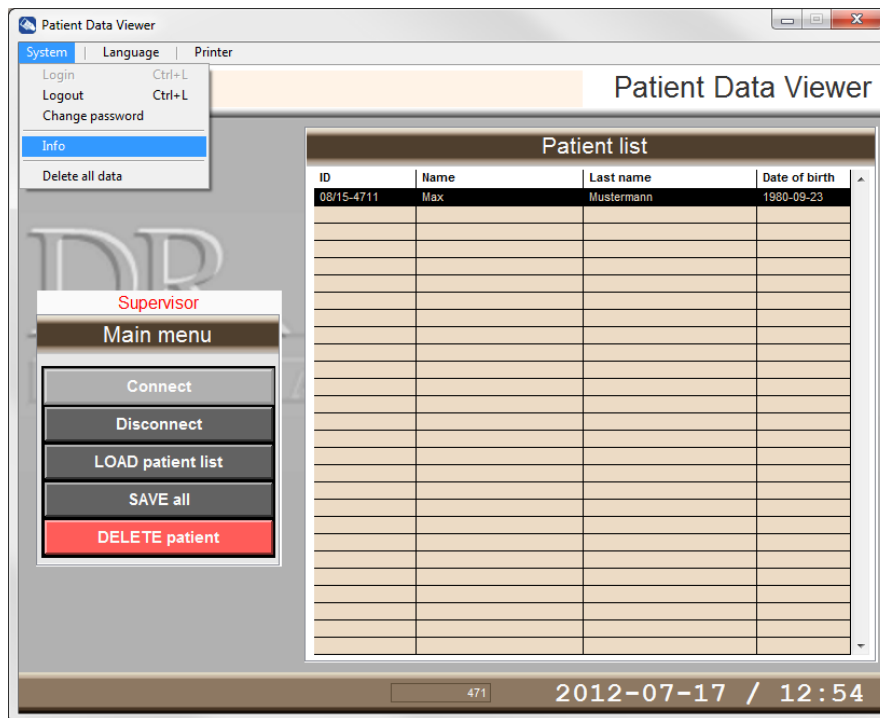 Patient Data Viewer
System | Language | Printer
Login Ctrl+L
Logout Ctrl+L
Change password
Info
Delete all data
Patient Data Viewer
Patient list
ID Name Last name Date of birth
08/15-4711 Max Mustermann 1980-09-23
DR
Supervisor
Main menu
Connect
Disconnect
LOAD patient list
SAVE all
DELETE patient
471
2012-07-17 / 12:54